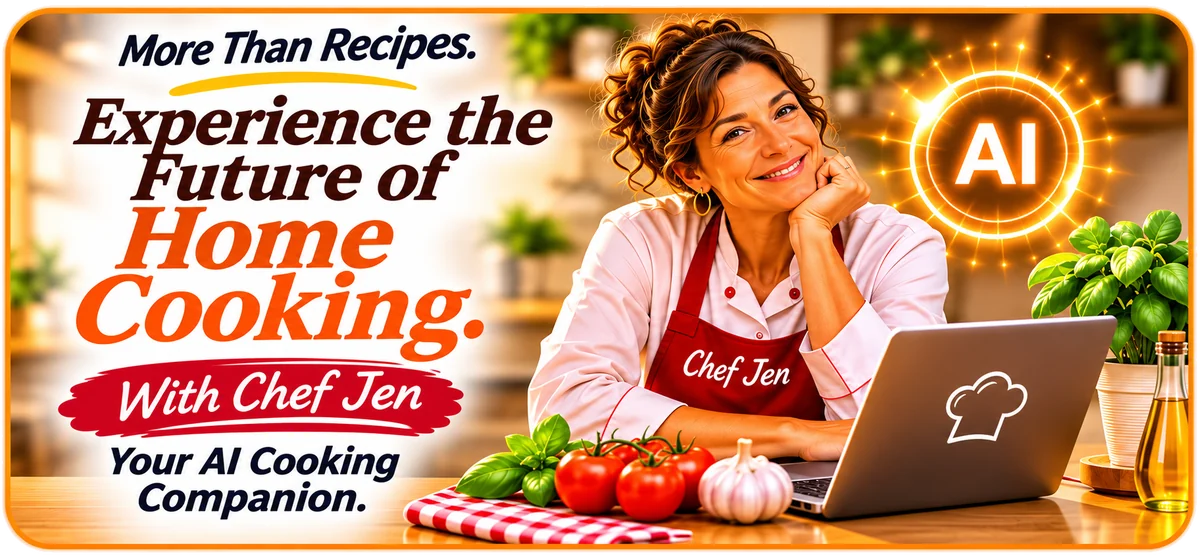 More Than Recipes.
Experience the
Future of
Home
Cooking.
With Chef Jen
Your AI Cooking
Companion.
AI
Chef Jen